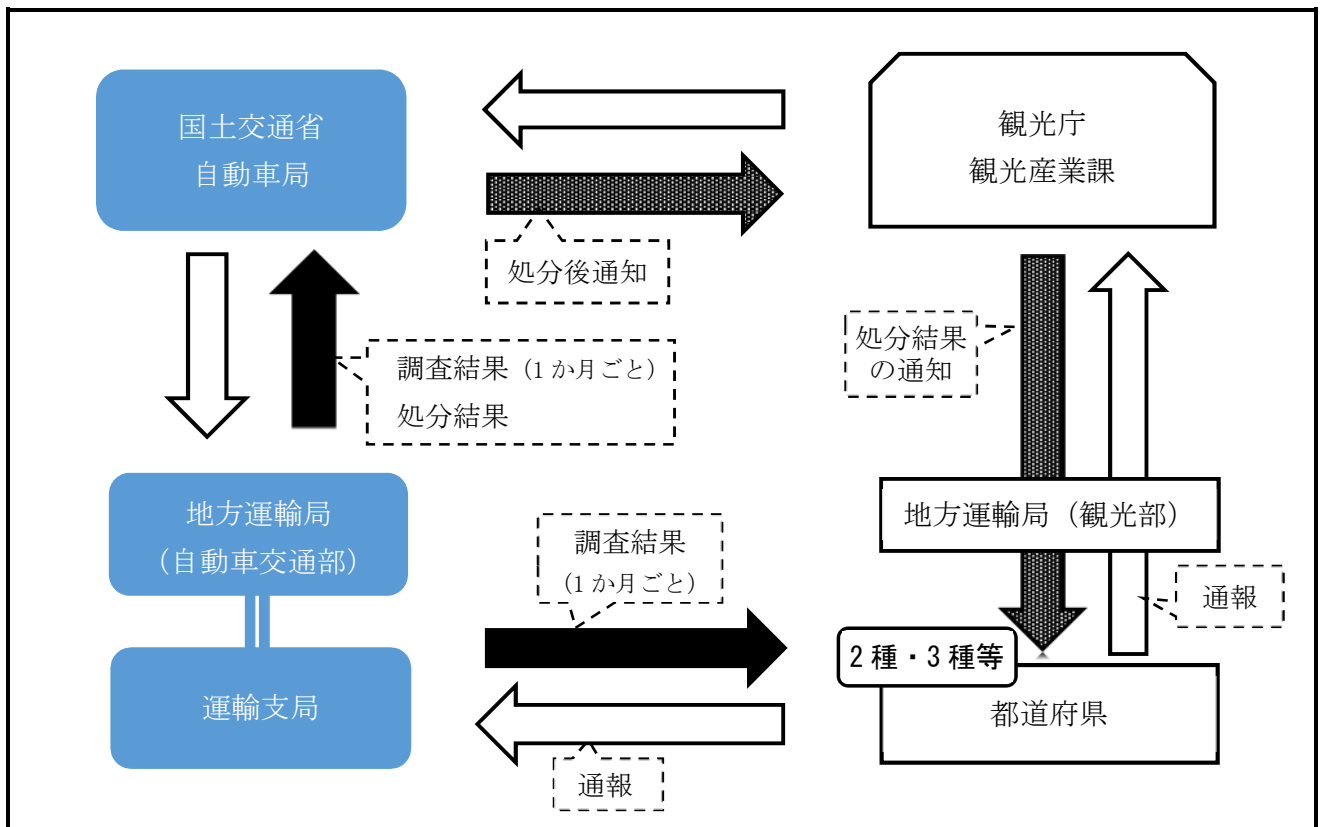 国土交通省
自動車局
観光庁
観光産業課
処分後通知
調査結果（1か月ごと）
処分結果
処分結果
の通知
地方運輸局
（自動車交通部）
調査結果
（1か月ごと）
地方運輸局（観光部）
通報
2種・3種等
運輸支局
都道府県
通報